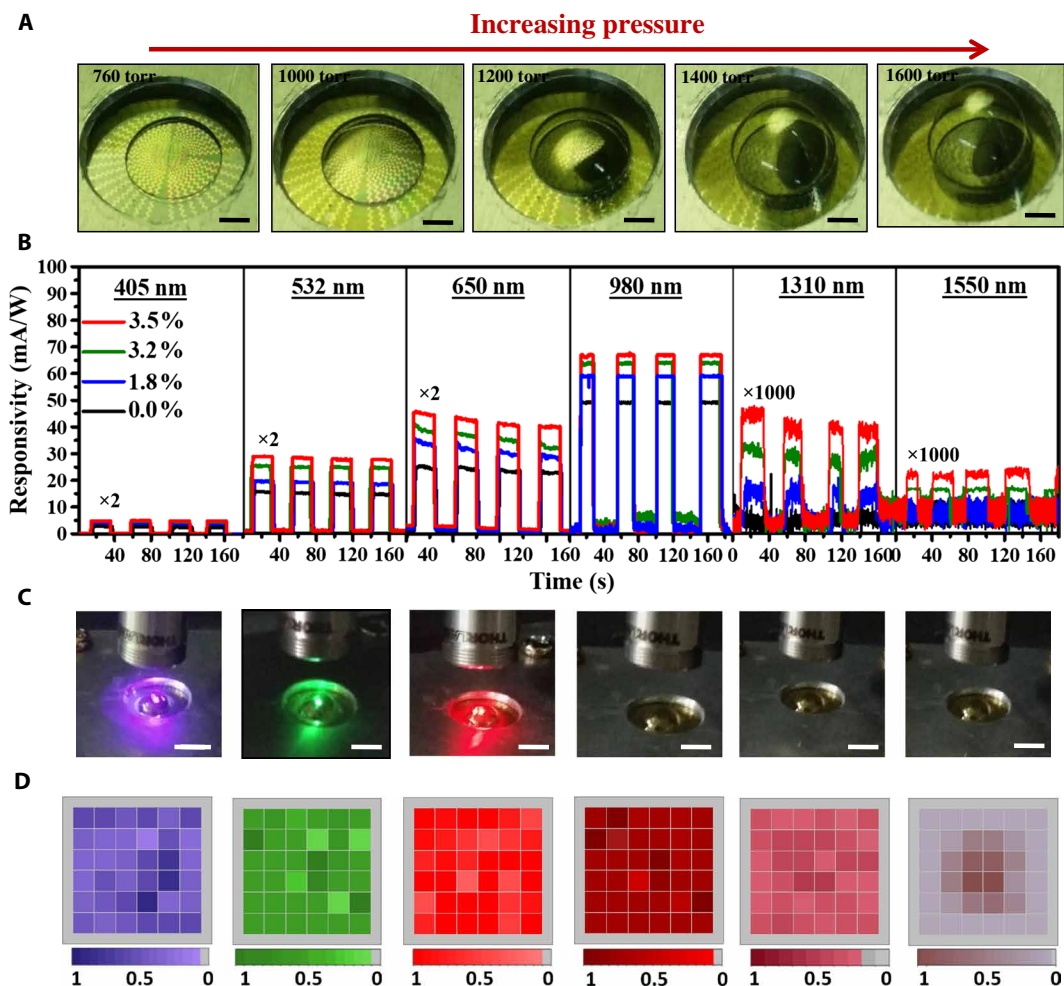 A
Increasing pressure
760 torr
1000 torr
1200 torr
1400 torr
1600 torr
B
Responsivity (mA/W)
100
90
80
70
60
50
40
30
20
10
0
405 nm
532 nm
650 nm
980 nm
1310 nm
1550 nm
3.5%
3.2%
1.8%
0.0%
×2
×2
×2
×1000
×1000
40 80 120 160
40 80 120 160
40 80 120 160
40 80 120 160
0 40 80 120 160
0 40 80 120 160
Time (s)
C
D
1 0.5 0
1 0.5 0
1 0.5 0
1 0.5 0
1 0.5 0
1 0.5 0